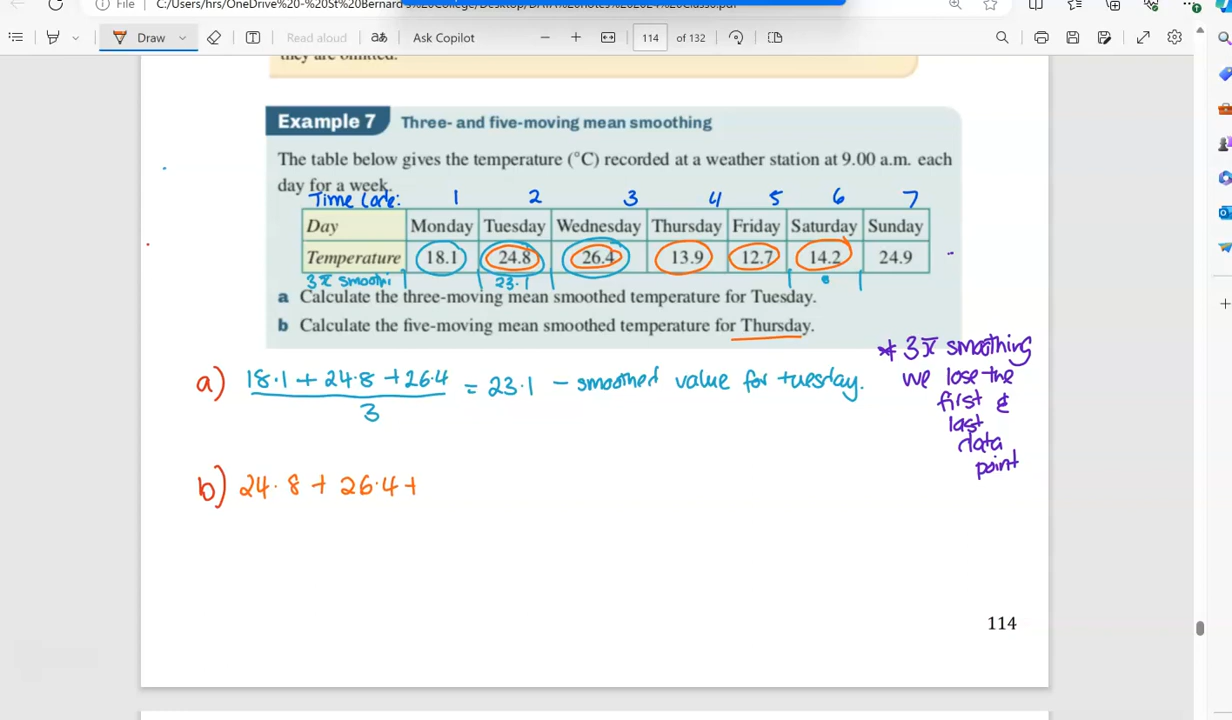 File
C:/Users/hrs/OneDrive
Draw
Read aloud
Ask Copilot
114 of 132
they are omitted.
Example 7 Three- and five-moving mean smoothing
The table below gives the temperature (°C) recorded at a weather station at 9.00 a.m. each
day for a week.
Time Code: 1 2 3 4 5 6 7
Day Monday Tuesday Wednesday Thursday Friday Saturday Sunday
Temperature 18.1 24.8 26.4 13.9 12.7 14.2 24.9
3x̄ smoothi 23.1
a Calculate the three-moving mean smoothed temperature for Tuesday.
b Calculate the five-moving mean smoothed temperature for Thursday.
* 3x̄ smoothing
we lose the
first &
last
data
point
a) 18.1 + 24.8 + 26.4
3
= 23.1 - smoothed value for tuesday.
b) 24.8 + 26.4 +
114